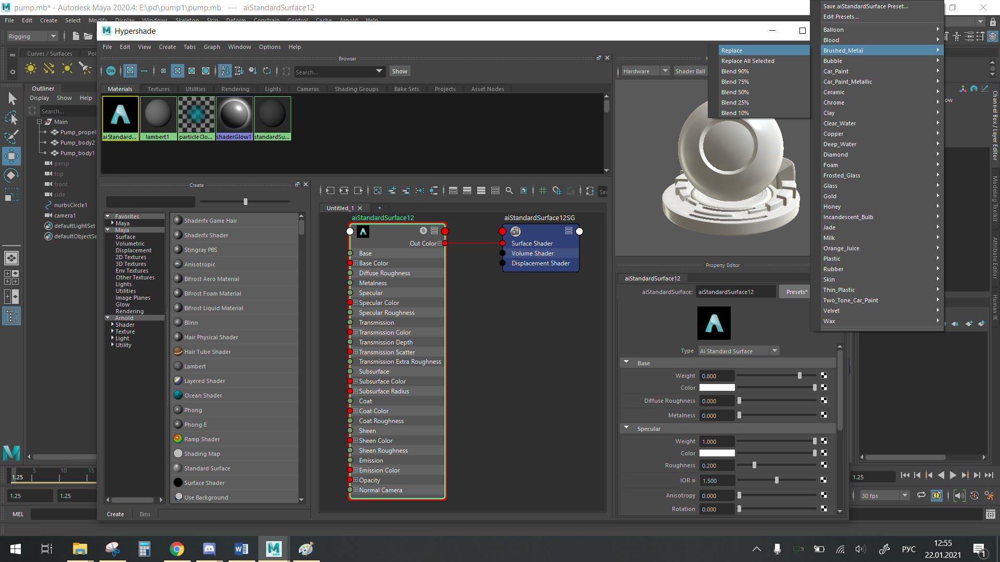 pump.mb* - Autodesk Maya 2020.4: E:\pd\pump1\pump.mb --- aiStandardSurface12
File Edit Create Select Modify Display Windows Skeleton Skin Deform Constrain Control Cache Arnold Help
Rigging
Curves / Surfaces
Outliner
Display Show Help
Search...
Main
Pump_propell
Pump_body2
Pump_body1
persp
top
front
side
nurbsCircle1
camera1
defaultLightSet
defaultObjectSe
Hypershade
File Edit View Create Tabs Graph Window Options Help
Browser
ON
Search...
Show
Materials Textures Utilities Rendering Lights Cameras Shading Groups Bake Sets Projects Asset Nodes
aiStandard... lambert1 particleClo... shaderGlow1 standardSu...
Create
Favorites
Maya
Maya
Surface
Volumetric
Displacement
2D Textures
3D Textures
Env Textures
Other Textures
Lights
Utilities
Image Planes
Glow
Rendering
Arnold
Shader
Texture
Light
Utility
Shaderfx Game Hair
Shaderfx Shader
Stingray PBS
Anisotropic
Bifrost Aero Material
Bifrost Foam Material
Bifrost Liquid Material
Blinn
Hair Physical Shader
Hair Tube Shader
Lambert
Layered Shader
Ocean Shader
Phong
Phong E
Ramp Shader
Shading Map
Standard Surface
Surface Shader
Use Background
Create Bins
Untitled_1
aiStandardSurface12
Out Color
Base
Base Color
Diffuse Roughness
Metalness
Specular
Specular Color
Specular Roughness
Transmission
Transmission Color
Transmission Depth
Transmission Scatter
Transmission Extra Roughness
Subsurface
Subsurface Color
Subsurface Radius
Coat
Coat Color
Coat Roughness
Sheen
Sheen Color
Sheen Roughness
Emission
Emission Color
Opacity
Normal Camera
aiStandardSurface12SG
Surface Shader
Volume Shader
Displacement Shader
Hardware Shader Ball
Replace
Replace All Selected
Blend 90%
Blend 75%
Blend 50%
Blend 25%
Blend 10%
Save aiStandardSurface Preset...
Edit Presets...
Balloon
Blood
Brushed_Metal
Bubble
Car_Paint
Car_Paint_Metallic
Ceramic
Chrome
Clay
Clear_Water
Copper
Deep_Water
Diamond
Foam
Frosted_Glass
Glass
Gold
Honey
Incandescent_Bulb
Jade
Milk
Orange_Juice
Plastic
Rubber
Skin
Thin_Plastic
Two_Tone_Car_Paint
Velvet
Wax
Property Editor
aiStandardSurface12
aiStandardSurface: aiStandardSurface12 Presets*
Type Ai Standard Surface
Base
Weight 0.800
Color
Diffuse Roughness 0.000
Metalness 0.000
Specular
Weight 1.000
Color
Roughness 0.200
IOR = 1.500
Anisotropy 0.000
Rotation 0.000
Channel Box / Layer Editor
Modeling Toolkit
Attribute Editor
Human IK
5 10 15
1.25
1.25 1.25
1.25
30 fps
MEL
РУС
12:55
22.01.2021
1